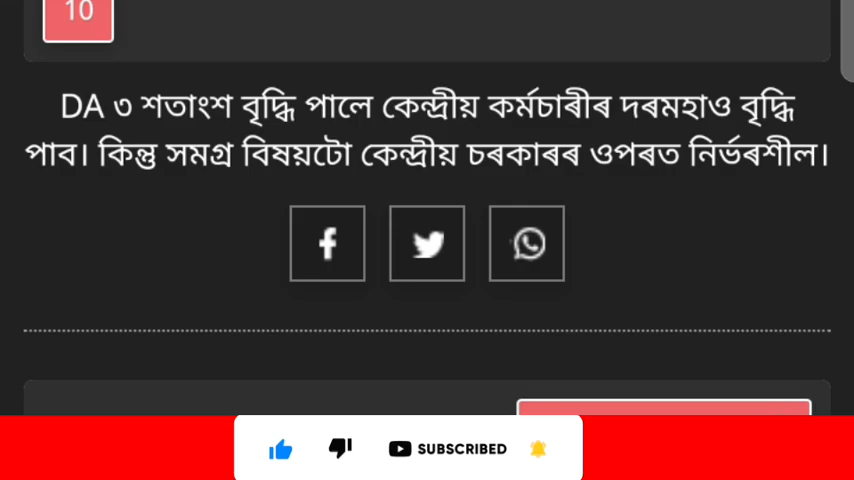 10
DA ৩ শতাংশ বৃদ্ধি পালে কেন্দ্ৰীয় কৰ্মচাৰীৰ দৰমহাও বৃদ্ধি
পাব। কিন্তু সমগ্ৰ বিষয়টো কেন্দ্ৰীয় চৰকাৰৰ ওপৰত নিৰ্ভৰশীল।
SUBSCRIBED